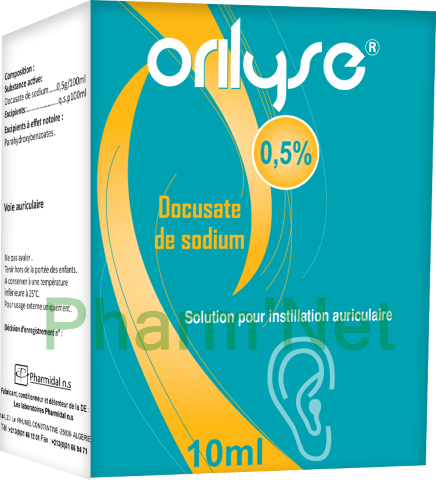 orilyse®
0,5%
Docusate
de sodium
Solution pour instillation auriculaire
10ml
Composition :
Substance active:
Docusate de sodium.....0,5g/100ml
Excipients:......................q.s.p100ml
Excipients à effet notoire :
Parahydroxybenzoates.
Voie auriculaire
Ne pas avaler .
Tenir hors de la portée des enfants.
A conserver à une température
inférieure à 25°C.
Pour usage externe uniquement.
Décision d'enregistrement n° :
Pharmidal n.s
Fabricant, conditionneur et détenteur de la DE :
Les laboratoires Pharmidal n.s
CONSTANTINE -25008- ALGERIE
Pharm'Net